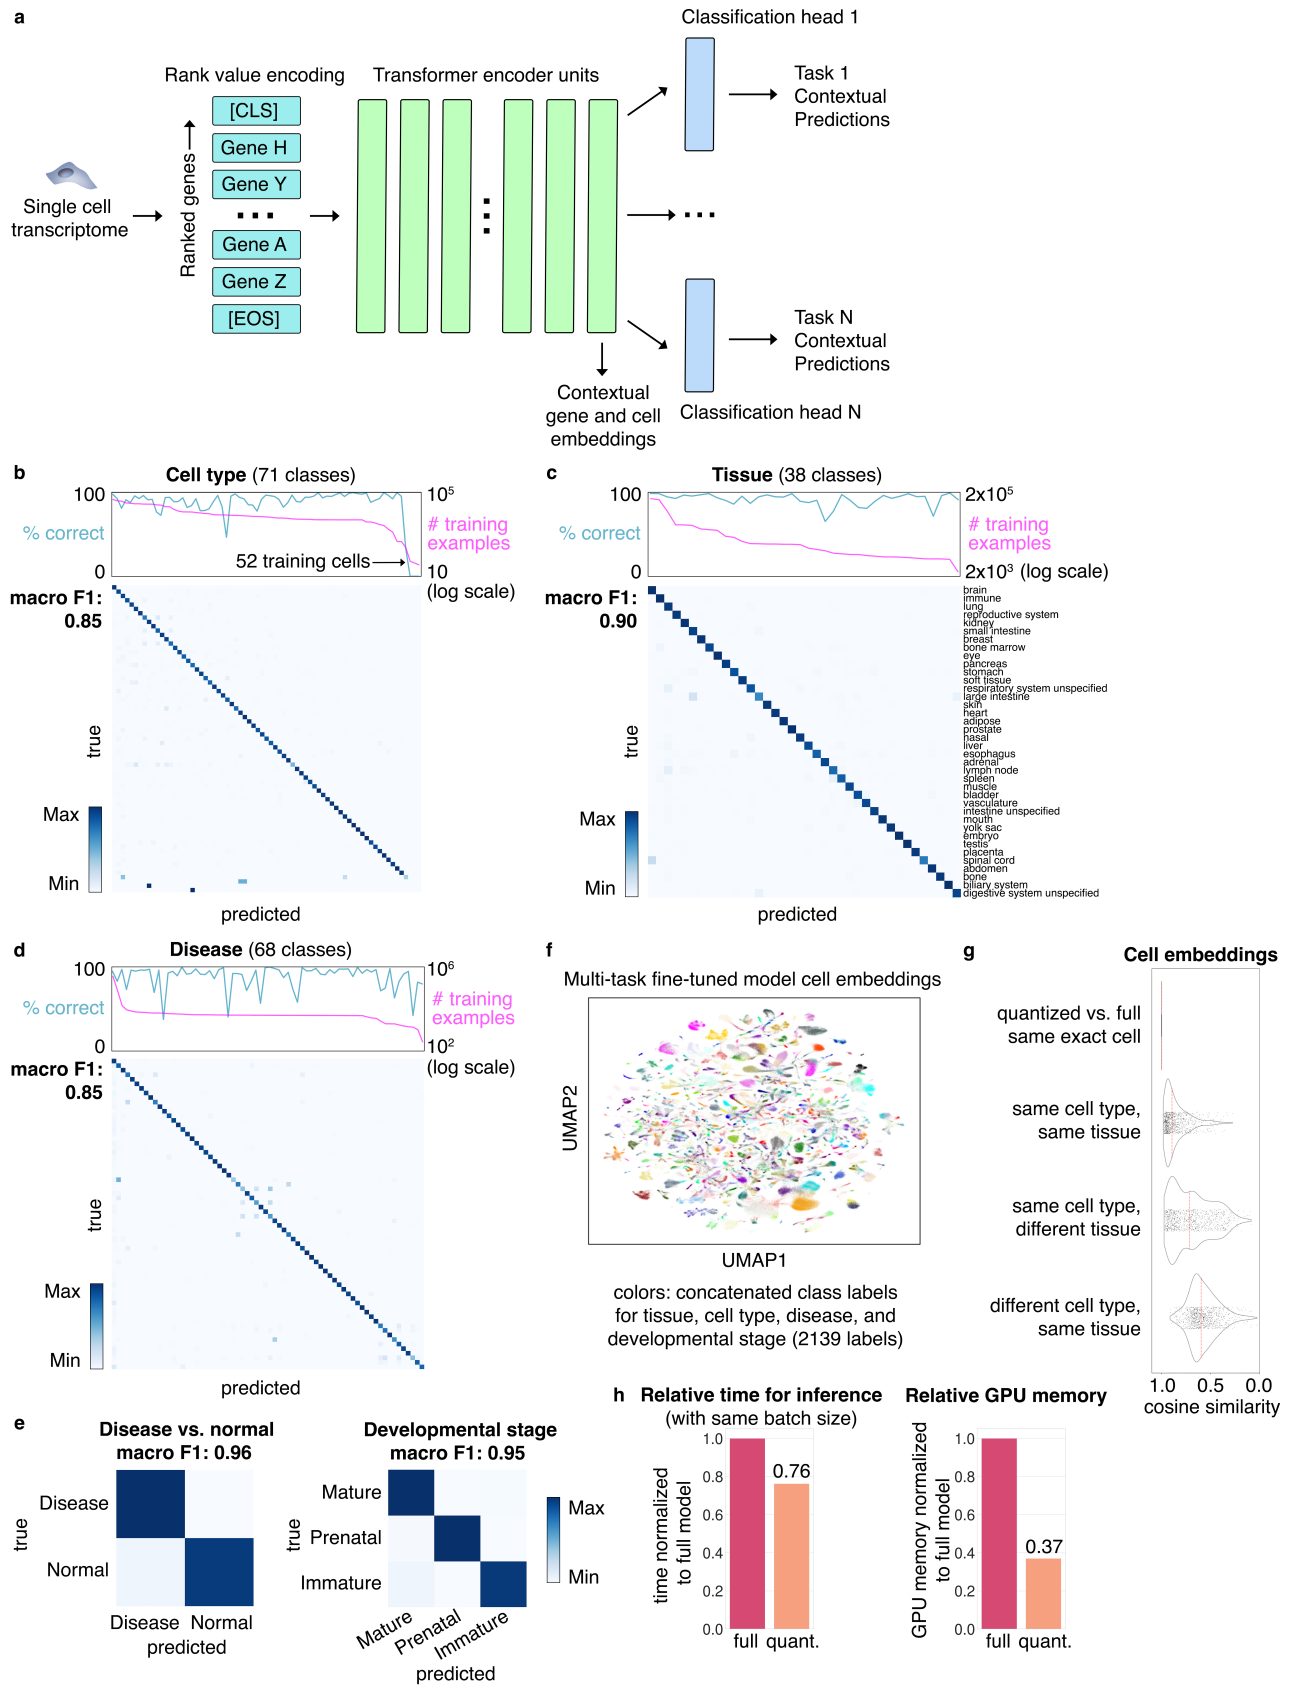 a
Classification head 1
Rank value encoding
Transformer encoder units
Task 1
Contextual
Predictions
[CLS]
Gene H
Gene Y
Gene A
Gene Z
[EOS]
Ranked genes
Single cell
transcriptome
Task N
Contextual
Predictions
Contextual
gene and cell
embeddings
Classification head N
b
Cell type (71 classes)
100
% correct
0
10⁵
# training
examples
10
(log scale)
52 training cells
macro F1:
0.85
true
Max
Min
predicted
c
Tissue (38 classes)
100
% correct
0
2x10⁵
# training
examples
2x10³ (log scale)
macro F1:
0.90
true
Max
Min
predicted
brain
immune
lung
reproductive system
kidney
small intestine
breast
bone marrow
eye
pancreas
stomach
soft tissue
respiratory system unspecified
large intestine
skin
heart
adipose
prostate
nasal
liver
esophagus
adrenal
lymph node
spleen
muscle
bladder
vasculature
intestine unspecified
mouth
yolk sac
embryo
testis
placenta
spinal cord
abdomen
bone
biliary system
digestive system unspecified
d
Disease (68 classes)
100
% correct
0
10⁶
# training
examples
10²
(log scale)
macro F1:
0.85
true
Max
Min
predicted
f
Multi-task fine-tuned model cell embeddings
UMAP2
UMAP1
colors: concatenated class labels
for tissue, cell type, disease, and
developmental stage (2139 labels)
g
Cell embeddings
quantized vs. full
same exact cell
same cell type,
same tissue
same cell type,
different tissue
different cell type,
same tissue
1.0 0.5 0.0
cosine similarity
e
Disease vs. normal
macro F1: 0.96
true
Disease
Normal
Disease Normal
predicted
Developmental stage
macro F1: 0.95
true
Mature
Prenatal
Immature
Mature
Prenatal
Immature
predicted
Max
Min
h
Relative time for inference
(with same batch size)
time normalized
to full model
1.0
0.8
0.6
0.4
0.2
0.0
0.76
full quant.
Relative GPU memory
GPU memory normalized
to full model
1.0
0.8
0.6
0.4
0.2
0.0
0.37
full quant.